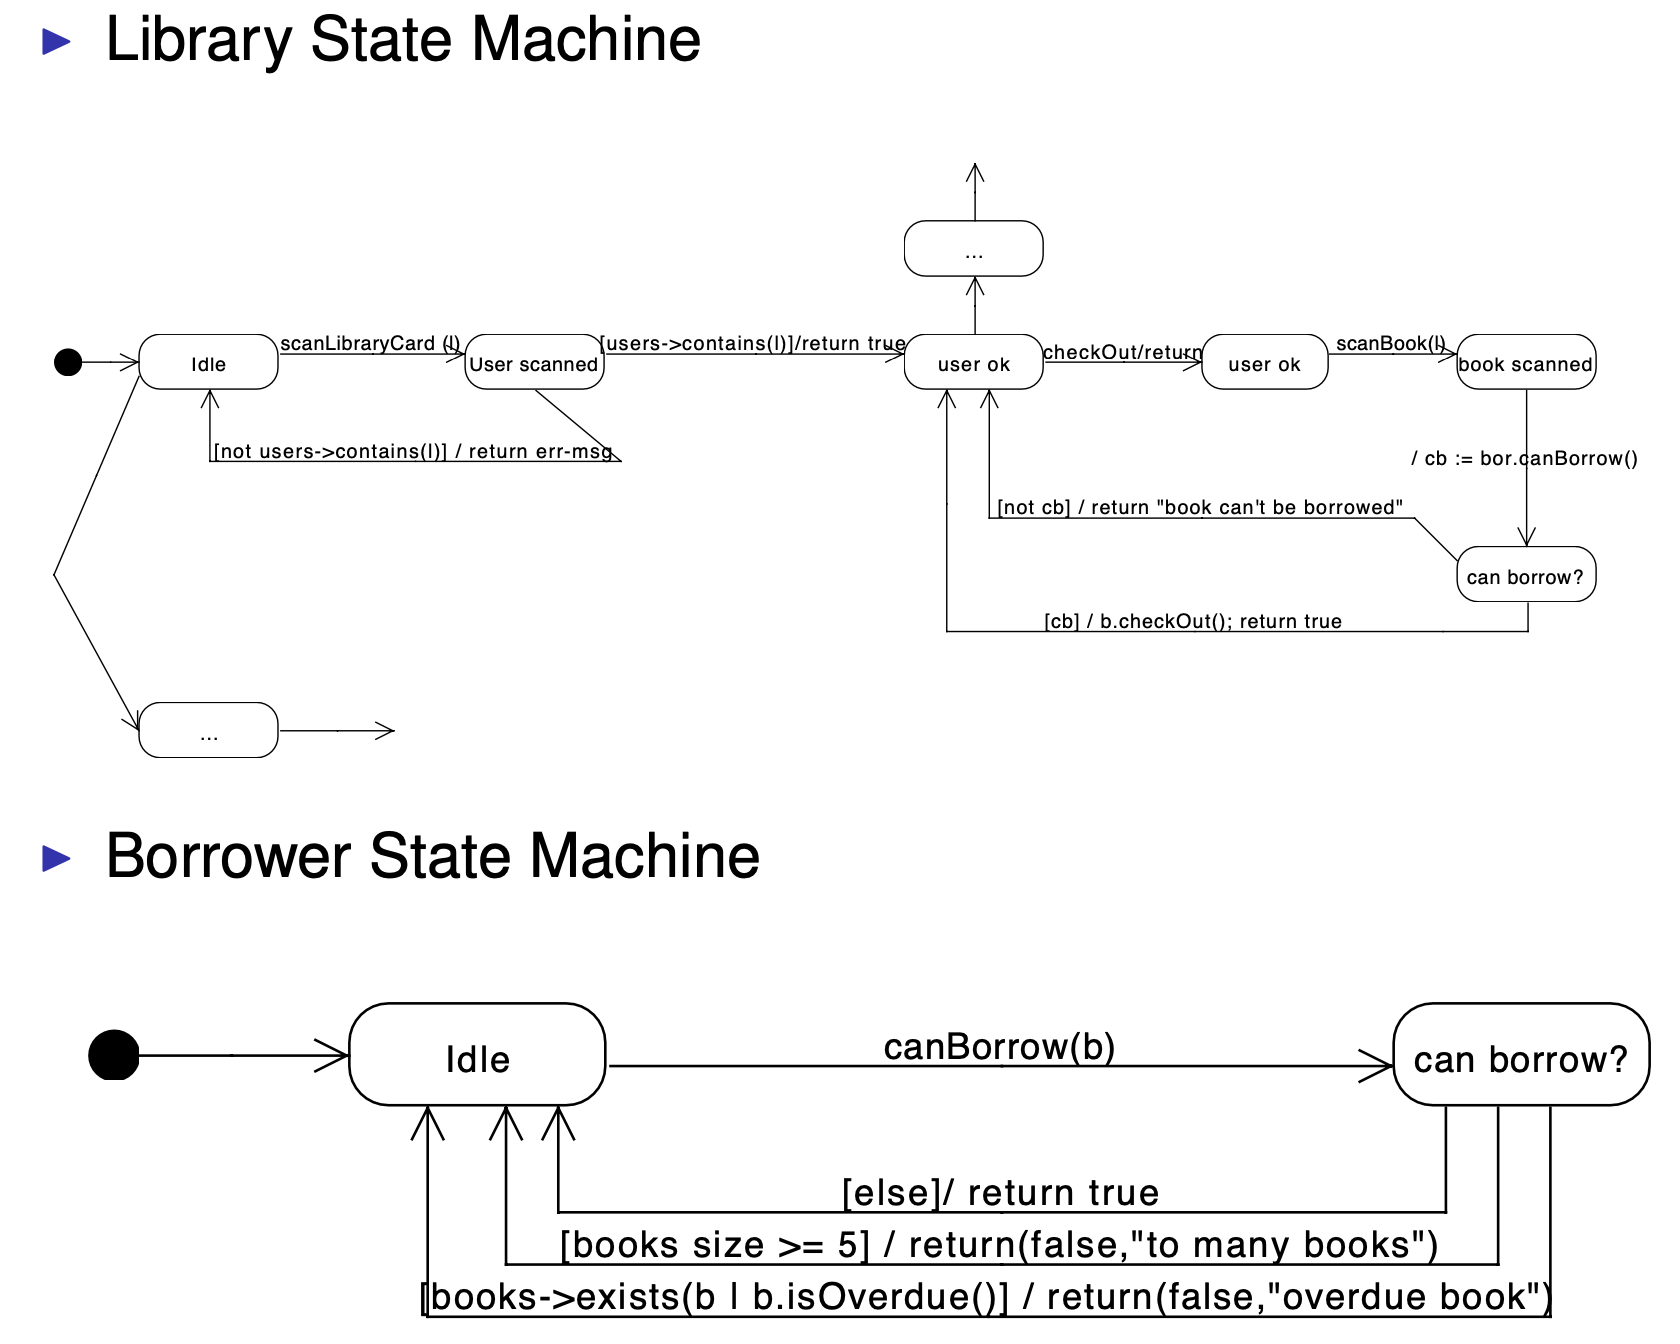 Library State Machine
...
scanLibraryCard (l)
[users->contains(l)]/return true
checkOut/return
scanBook(l)
Idle
User scanned
user ok
user ok
book scanned
[not users->contains(l)] / return err-msg
/ cb := bor.canBorrow()
[not cb] / return "book can't be borrowed"
can borrow?
[cb] / b.checkOut(); return true
...
Borrower State Machine
Idle
canBorrow(b)
can borrow?
[else]/ return true
[books size >= 5] / return(false,"to many books")
[books->exists(b | b.isOverdue()] / return(false,"overdue book")